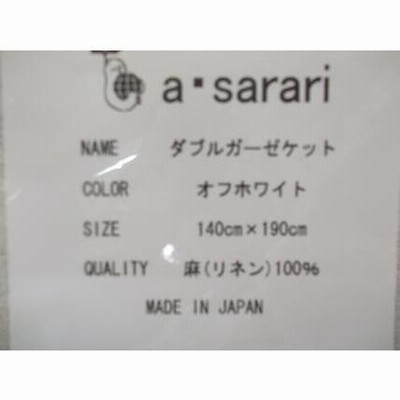 a・sarari
NAME ダブルガーゼケット
COLOR オフホワイト
SIZE 140cm×190cm
QUALITY 麻(リネン)100%
MADE IN JAPAN